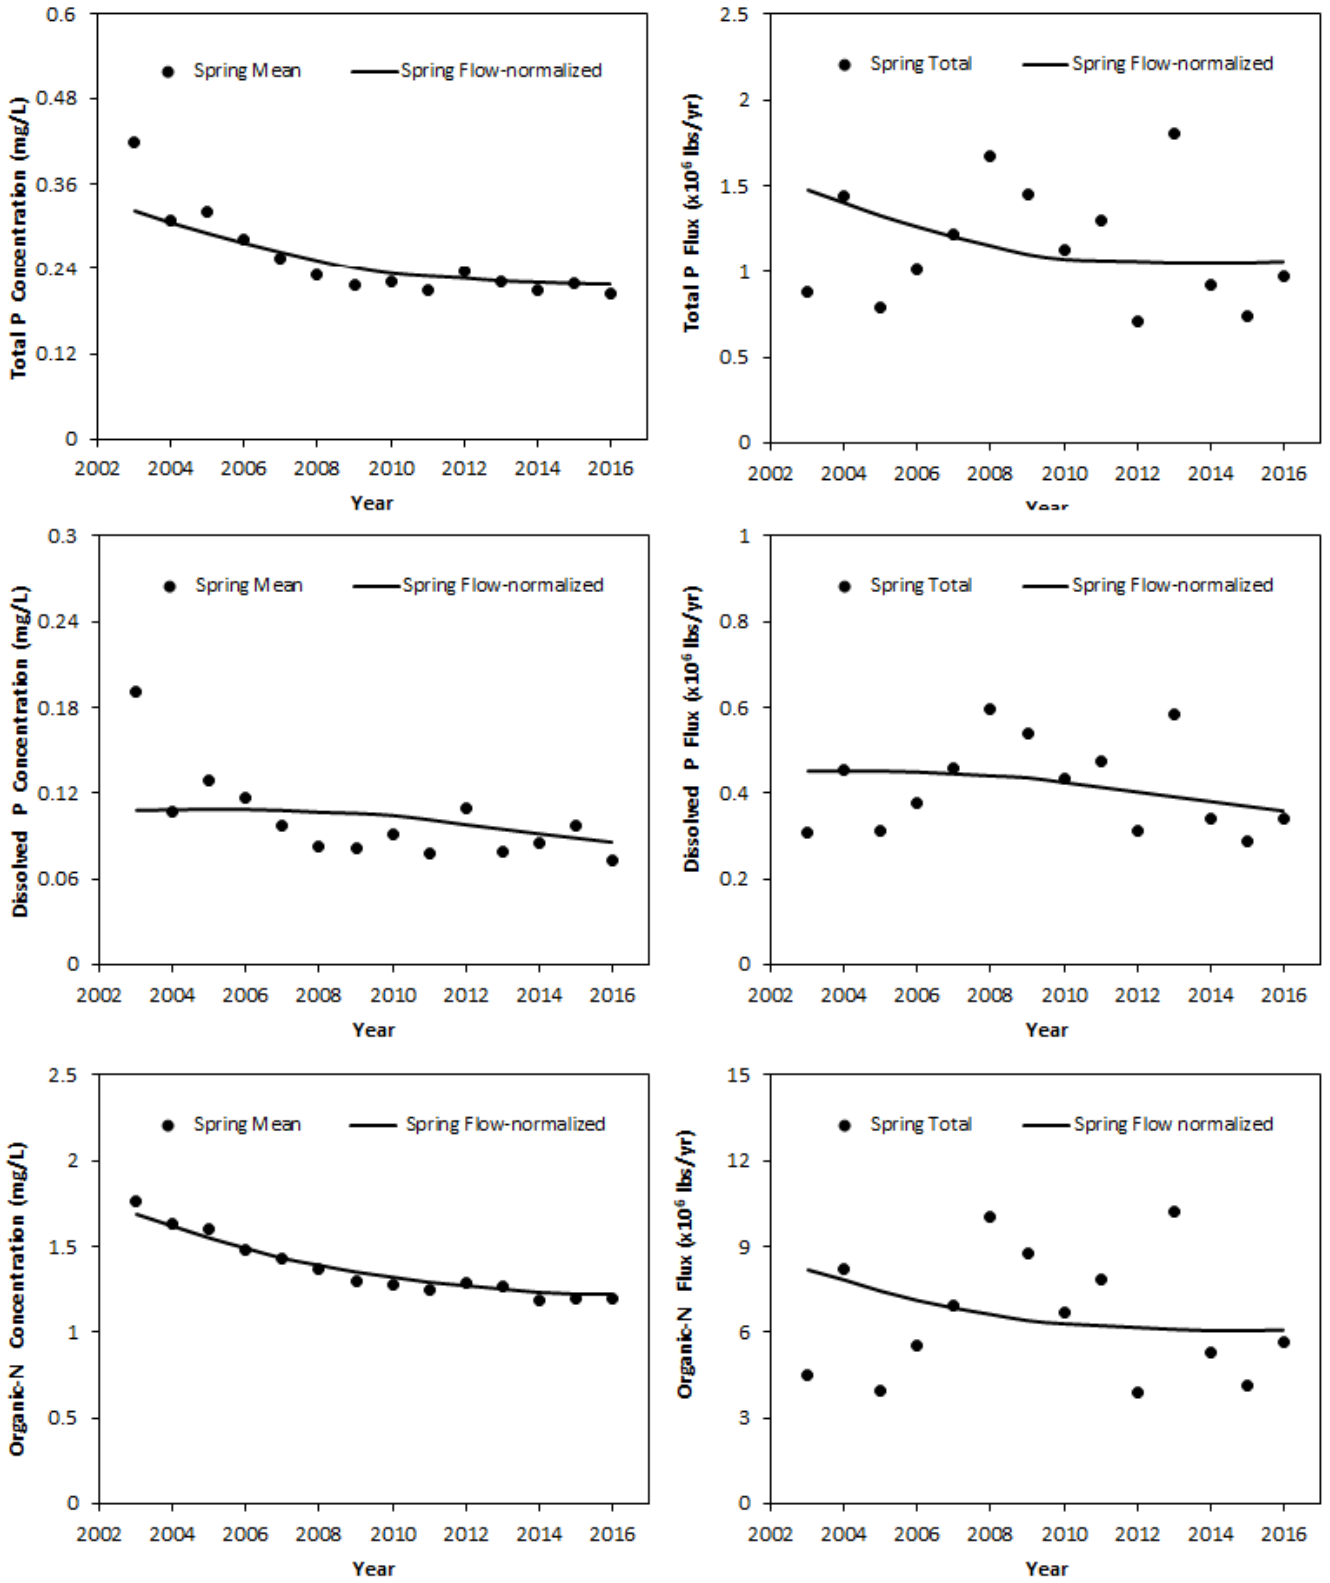 0.6
0.48
0.36
0.24
0.12
0
Total P Concentration (mg/L)
Spring Mean
Spring Flow-normalized
2002 2004 2006 2008 2010 2012 2014 2016
Year
2.5
2
1.5
1
0.5
0
Total P Flux (x10⁶ lbs/yr)
Spring Total
Spring Flow-normalized
2002 2004 2006 2008 2010 2012 2014 2016
Year
0.3
0.24
0.18
0.12
0.06
0
Dissolved P Concentration (mg/L)
Spring Mean
Spring Flow-normalized
2002 2004 2006 2008 2010 2012 2014 2016
Year
1
0.8
0.6
0.4
0.2
0
Dissolved P Flux (x10⁶ lbs/yr)
Spring Total
Spring Flow-normalized
2002 2004 2006 2008 2010 2012 2014 2016
Year
2.5
2
1.5
1
0.5
0
Organic-N Concentration (mg/L)
Spring Mean
Spring Flow-normalized
2002 2004 2006 2008 2010 2012 2014 2016
Year
15
12
9
6
3
0
Organic-N Flux (x10⁶ lbs/yr)
Spring Total
Spring Flow normalized
2002 2004 2006 2008 2010 2012 2014 2016
Year